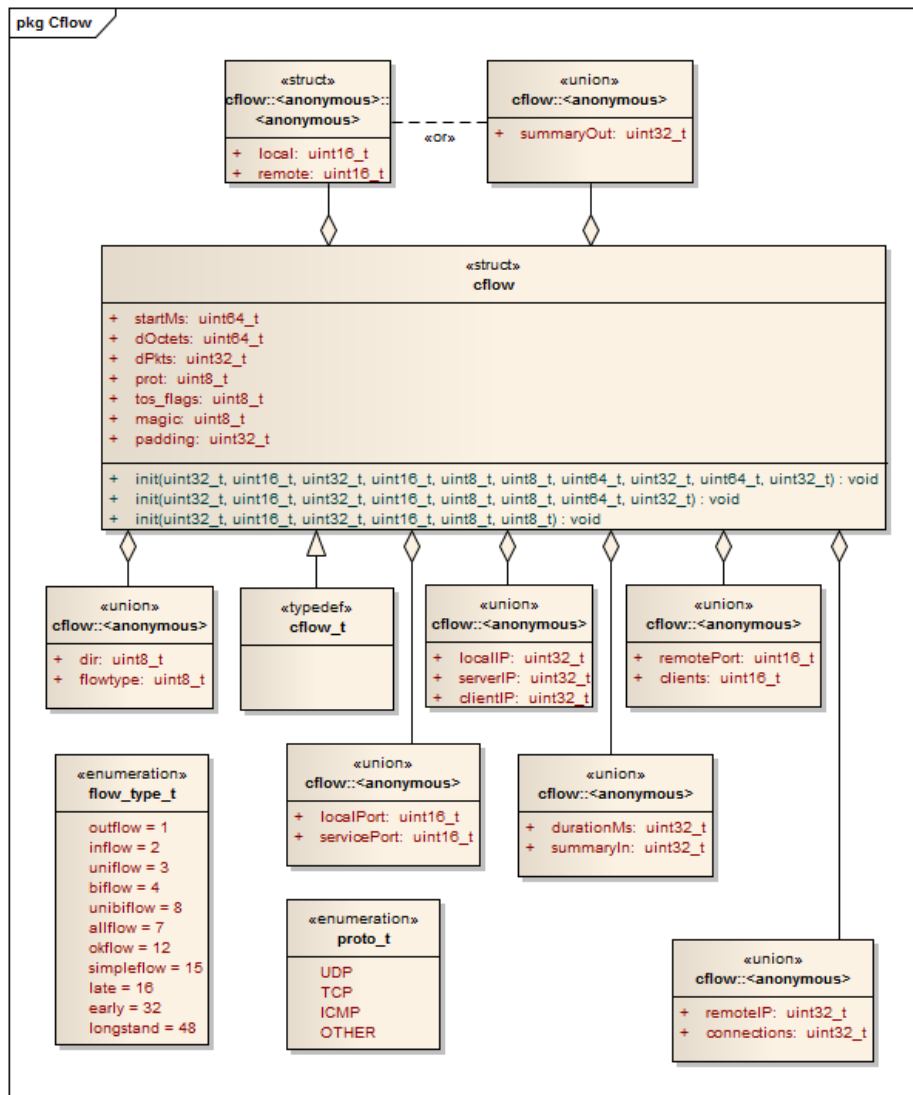 pkg Cflow
«struct»
cflow::<anonymous>::
<anonymous>
+ local: uint16_t
+ remote: uint16_t
«or»
«union»
cflow::<anonymous>
+ summaryOut: uint32_t
«struct»
cflow
+ startMs: uint64_t
+ dOctets: uint64_t
+ dPkts: uint32_t
+ prot: uint8_t
+ tos_flags: uint8_t
+ magic: uint8_t
+ padding: uint32_t
+ init(uint32_t, uint16_t, uint32_t, uint16_t, uint8_t, uint8_t, uint64_t, uint32_t, uint64_t, uint32_t) : void
+ init(uint32_t, uint16_t, uint32_t, uint16_t, uint8_t, uint8_t, uint64_t, uint32_t) : void
+ init(uint32_t, uint16_t, uint32_t, uint16_t, uint8_t, uint8_t) : void
«union»
cflow::<anonymous>
+ dir: uint8_t
+ flowtype: uint8_t
«typedef»
cflow_t
«union»
cflow::<anonymous>
+ localIP: uint32_t
+ serverIP: uint32_t
+ clientIP: uint32_t
«union»
cflow::<anonymous>
+ remotePort: uint16_t
+ clients: uint16_t
«enumeration»
flow_type_t
outflow = 1
inflow = 2
uniflow = 3
biflow = 4
unibiflow = 8
allflow = 7
okflow = 12
simpleflow = 15
late = 16
early = 32
longstand = 48
«union»
cflow::<anonymous>
+ localPort: uint16_t
+ servicePort: uint16_t
«union»
cflow::<anonymous>
+ durationMs: uint32_t
+ summaryIn: uint32_t
«enumeration»
proto_t
UDP
TCP
ICMP
OTHER
«union»
cflow::<anonymous>
+ remoteIP: uint32_t
+ connections: uint32_t